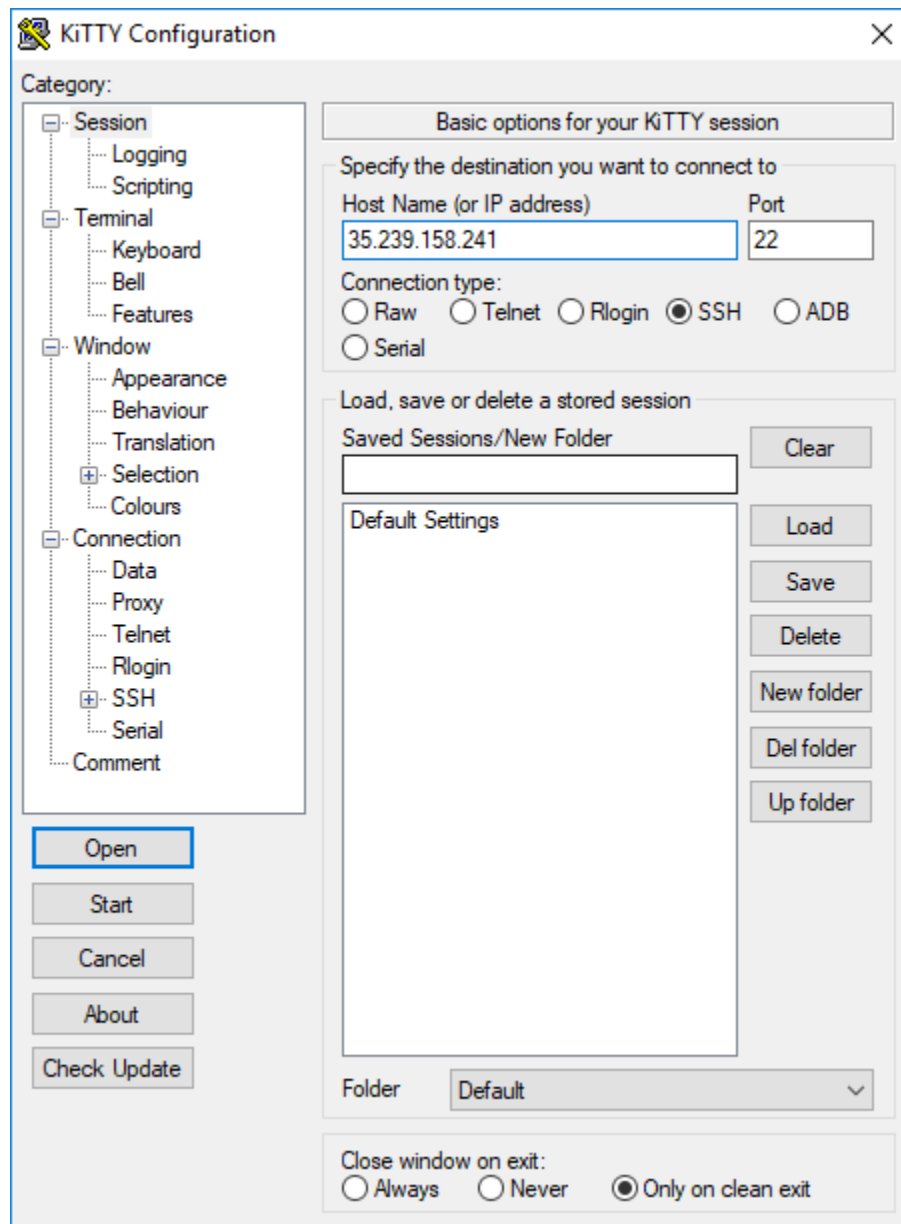 KiTTY Configuration
Category:
Session
Logging
Scripting
Terminal
Keyboard
Bell
Features
Window
Appearance
Behaviour
Translation
Selection
Colours
Connection
Data
Proxy
Telnet
Rlogin
SSH
Serial
Comment
Open
Start
Cancel
About
Check Update
Basic options for your KiTTY session
Specify the destination you want to connect to
Host Name (or IP address) Port
35.239.158.241 22
Connection type:
Raw Telnet Rlogin SSH ADB
Serial
Load, save or delete a stored session
Saved Sessions/New Folder
Clear
Default Settings
Load
Save
Delete
New folder
Del folder
Up folder
Folder Default
Close window on exit:
Always Never Only on clean exit